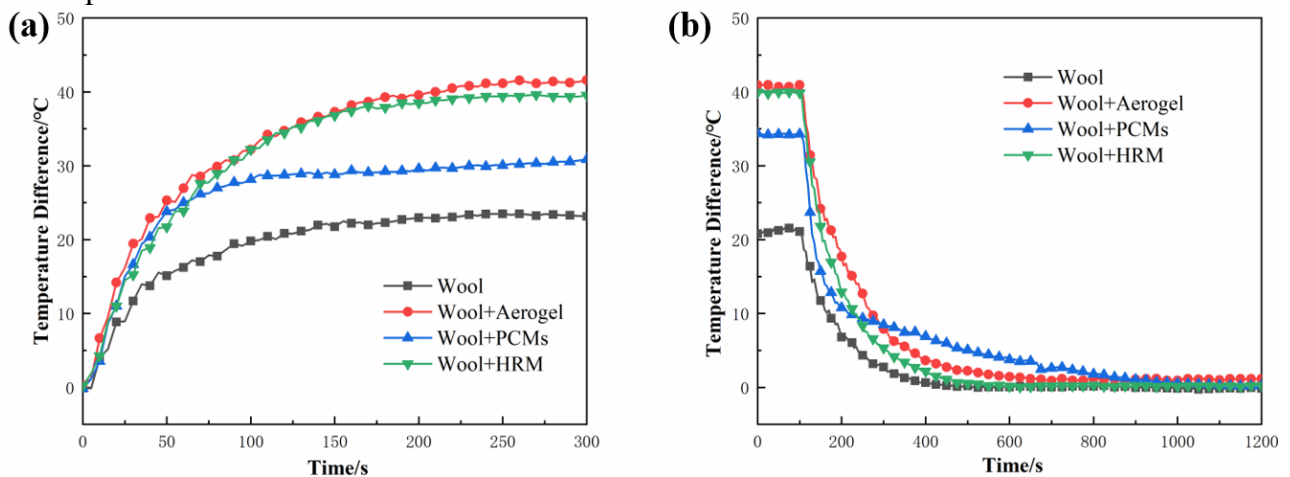 (a)
50
40
30
20
10
0
Temperature Difference/°C
Wool
Wool+Aerogel
Wool+PCMs
Wool+HRM
0 50 100 150 200 250 300
Time/s
(b)
50
40
30
20
10
0
Temperature Difference/°C
Wool
Wool+Aerogel
Wool+PCMs
Wool+HRM
0 200 400 600 800 1000 1200
Time/s